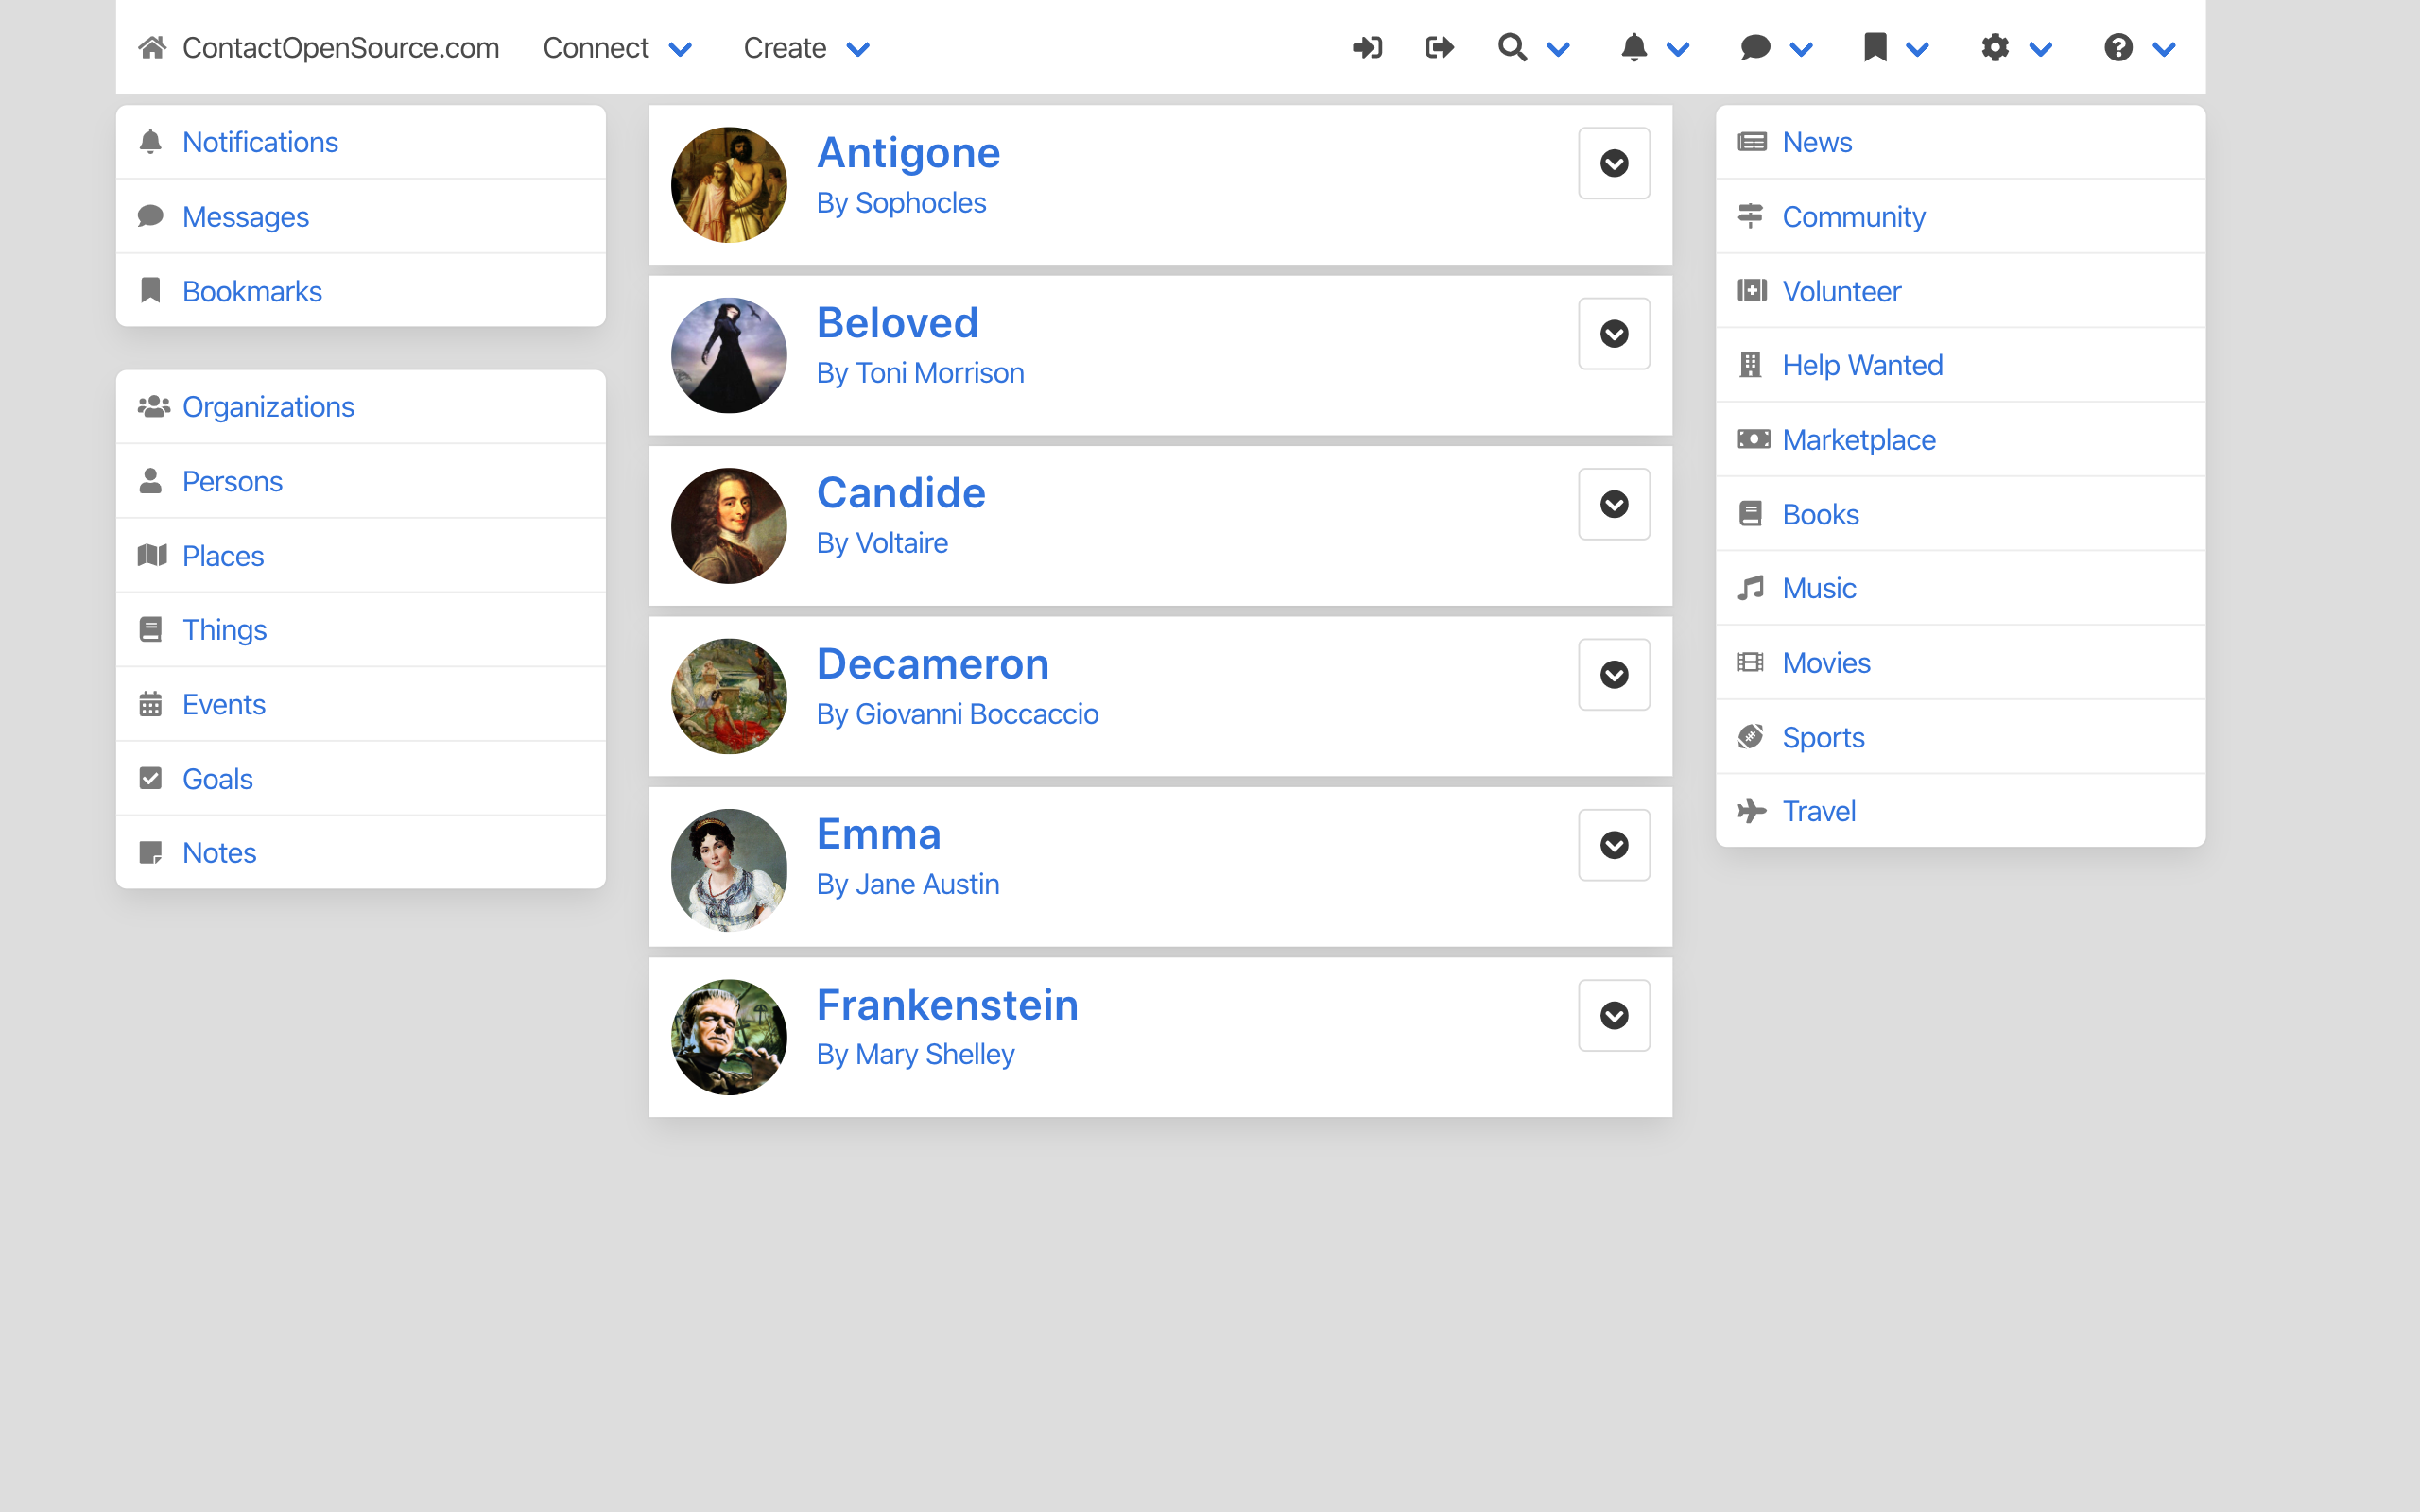 ContactOpenSource.com Connect Create
Notifications
Messages
Bookmarks
Organizations
Persons
Places
Things
Events
Goals
Notes
Antigone
By Sophocles
Beloved
By Toni Morrison
Candide
By Voltaire
Decameron
By Giovanni Boccaccio
Emma
By Jane Austin
Frankenstein
By Mary Shelley
News
Community
Volunteer
Help Wanted
Marketplace
Books
Music
Movies
Sports
Travel